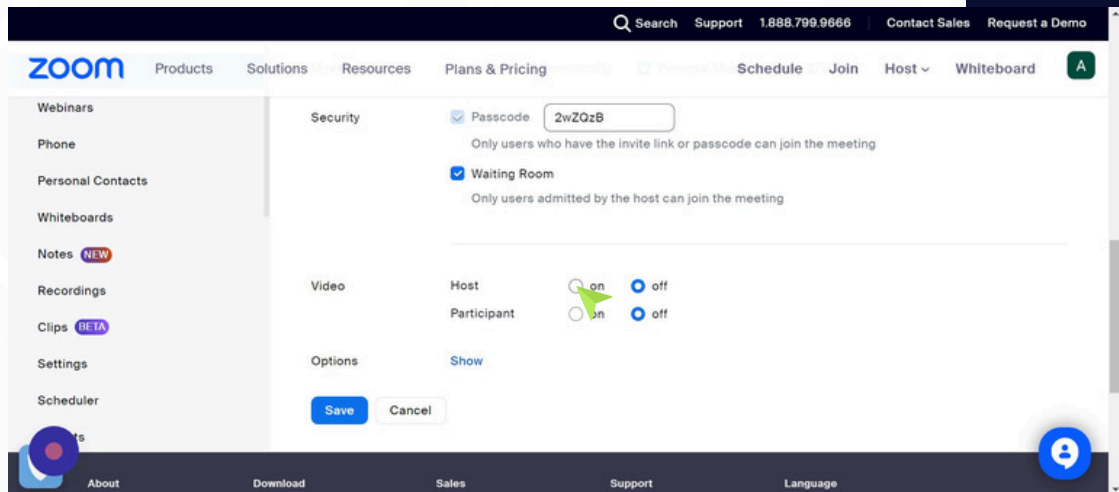 Search Support 1.888.799.9666 Contact Sales Request a Demo
zoom Products Solutions Resources Plans & Pricing Schedule Join Host Whiteboard A
Webinars
Phone
Personal Contacts
Whiteboards
Notes NEW
Recordings
Clips BETA
Settings
Scheduler
Security Passcode 2wZQzB
Only users who have the invite link or passcode can join the meeting
Waiting Room
Only users admitted by the host can join the meeting
Video Host on off
Participant on off
Options Show
Save Cancel
About Download Sales Support Language